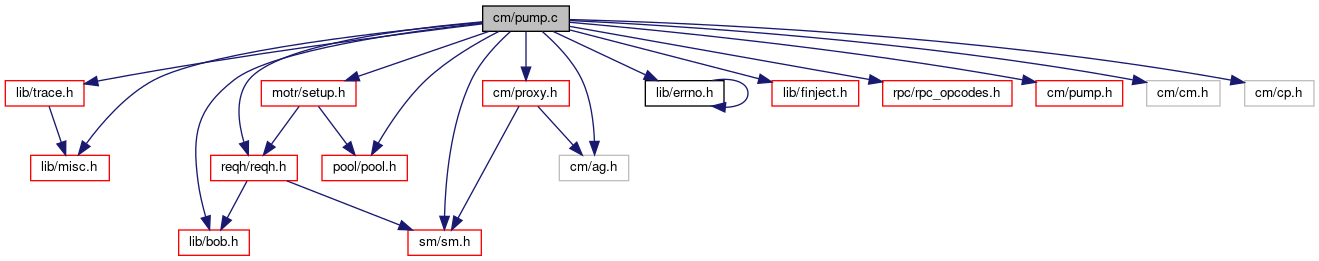 cm/pump.c
lib/trace.h
motr/setup.h
cm/proxy.h
lib/errno.h
lib/finject.h
rpc/rpc_opcodes.h
cm/pump.h
cm/cm.h
cm/cp.h
lib/misc.h
reqh/reqh.h
pool/pool.h
cm/ag.h
lib/bob.h
sm/sm.h